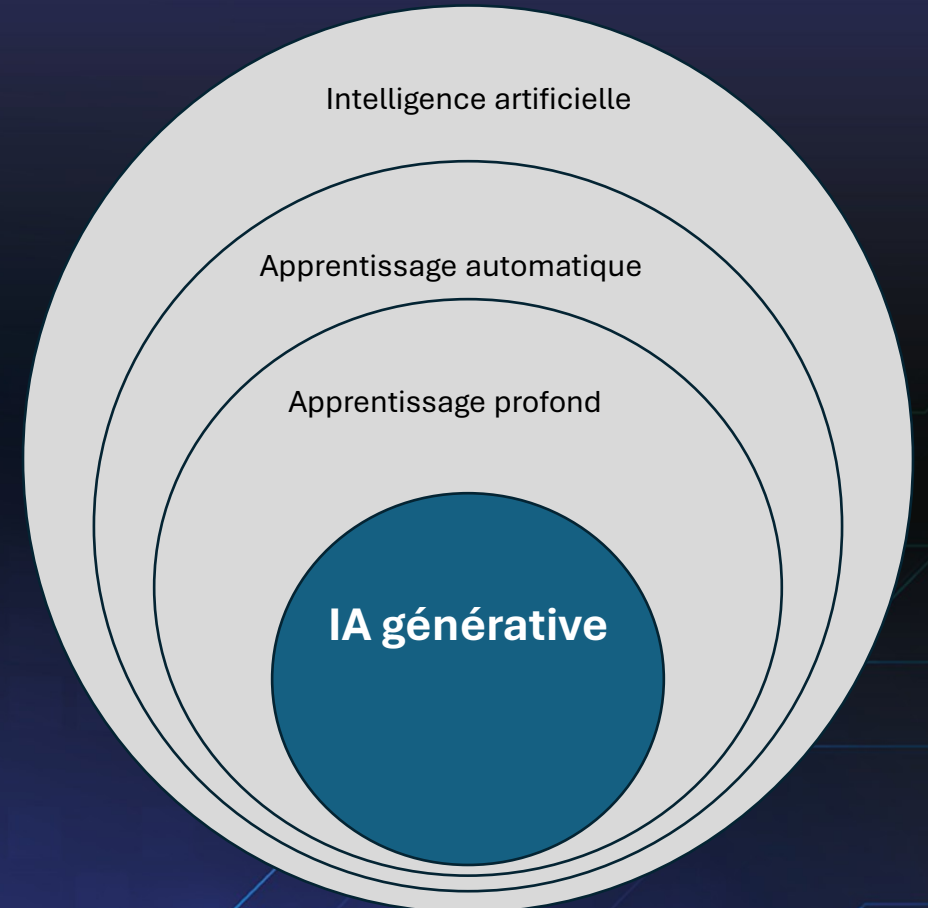 Intelligence artificielle
Apprentissage automatique
Apprentissage profond
IA générative